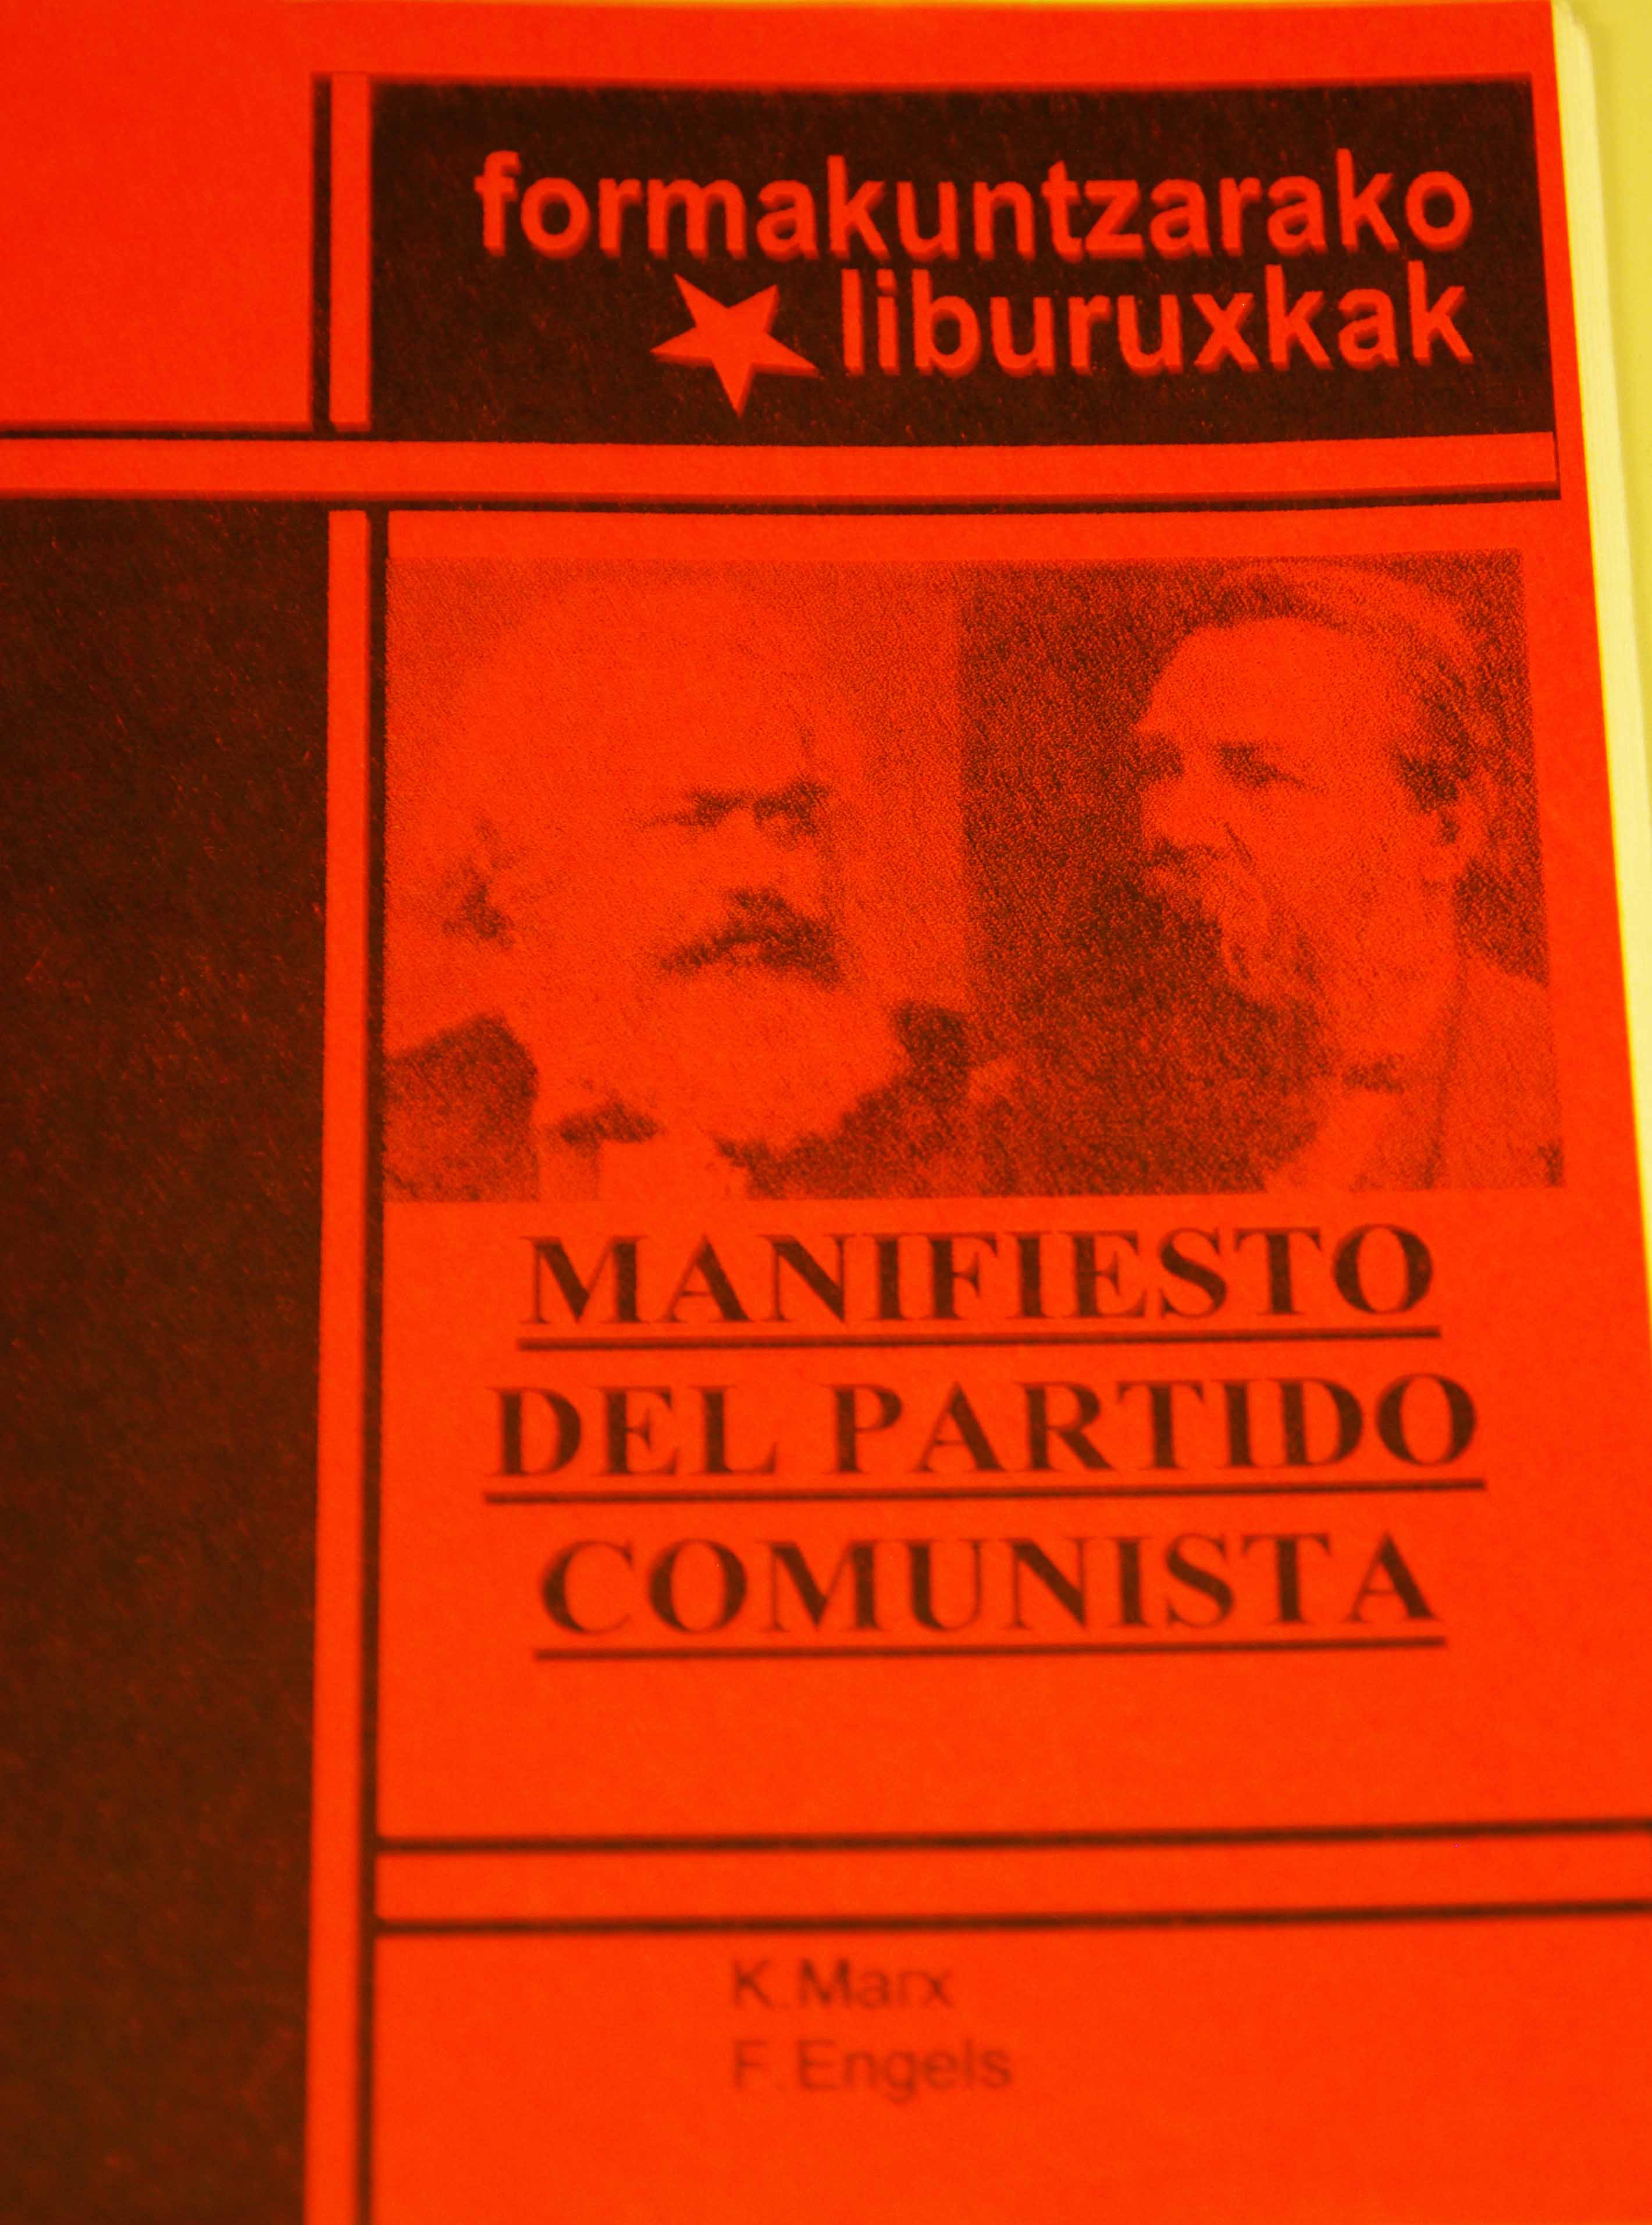 formakuntzarako
liburuxkak
MANIFIESTO
DEL PARTIDO
COMUNISTA
K.Marx
F.Engels